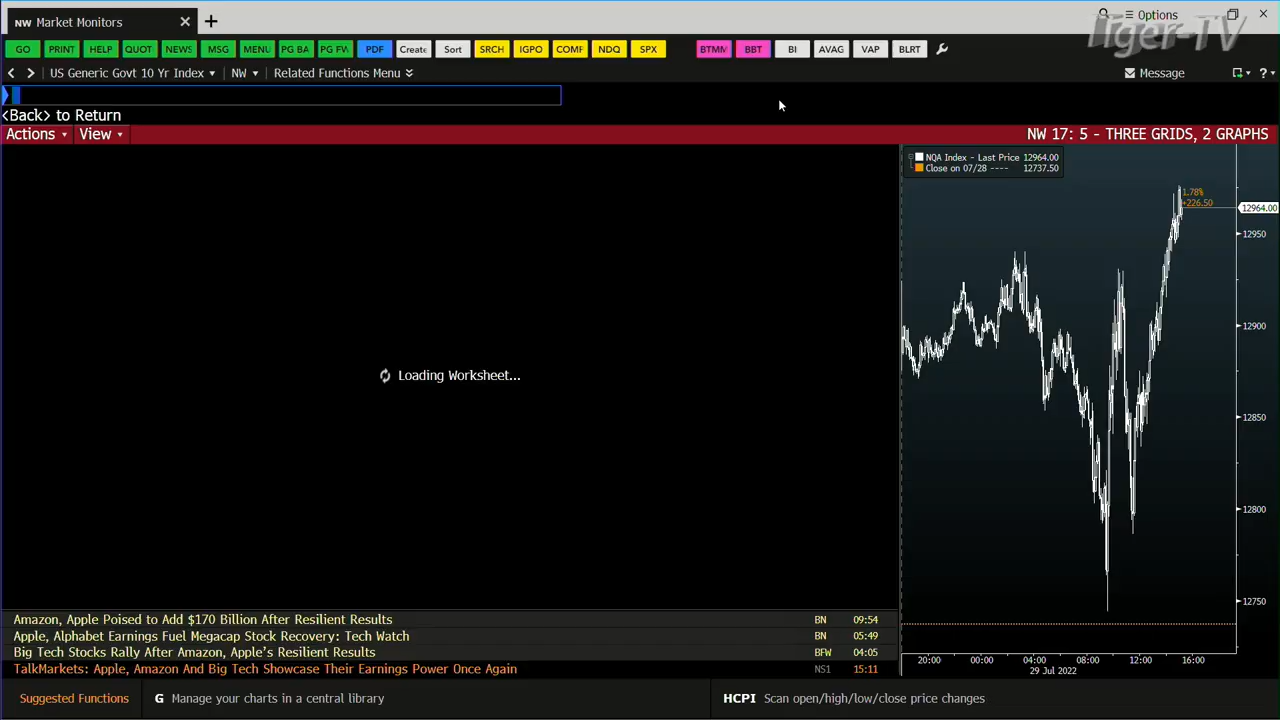 NW Market Monitors
Options
Tiger-TV
GO PRINT HELP QUOT NEWS MSG MENU PG BA PG FW PDF Create Sort SRCH IGPO COMP NDQ SPX BTMM BBT BI AVAG VAP BLRT
US Generic Govt 10 Yr Index NW Related Functions Menu Message
<Back> to Return
Actions View NW 17: 5 - THREE GRIDS, 2 GRAPHS
NQA Index - Last Price 12964.00
Close on 07/28 ---- 12737.50
1.78%
+226.50
12964.00
12950
12900
12850
12800
12750
Loading Worksheet...
20:00 00:00 04:00 08:00 12:00 16:00
29 Jul 2022
Amazon, Apple Poised to Add $170 Billion After Resilient Results BN 09:54
Apple, Alphabet Earnings Fuel Megacap Stock Recovery: Tech Watch BN 05:49
Big Tech Stocks Rally After Amazon, Apple's Resilient Results BFW 04:05
TalkMarkets: Apple, Amazon And Big Tech Showcase Their Earnings Power Once Again NS1 15:11
Suggested Functions G Manage your charts in a central library HCPI Scan open/high/low/close price changes